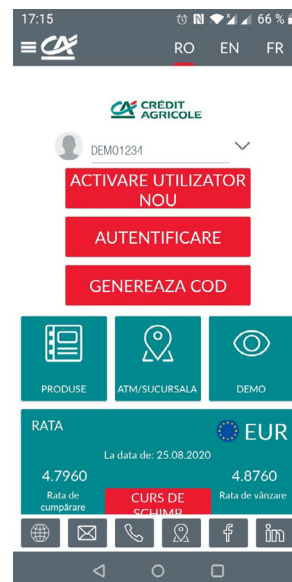 17:15 66 %
CA RO EN FR
CRÉDIT
AGRICOLE
DEMO1234
ACTIVARE UTILIZATOR
NOU
AUTENTIFICARE
GENEREAZA COD
PRODUSE ATM/SUCURSALA DEMO
RATA
EUR
La data de: 25.08.2020
4.7960 4.8760
Rata de
cumpărare
CURS DE
SCHIMB
Rata de vânzare
f in